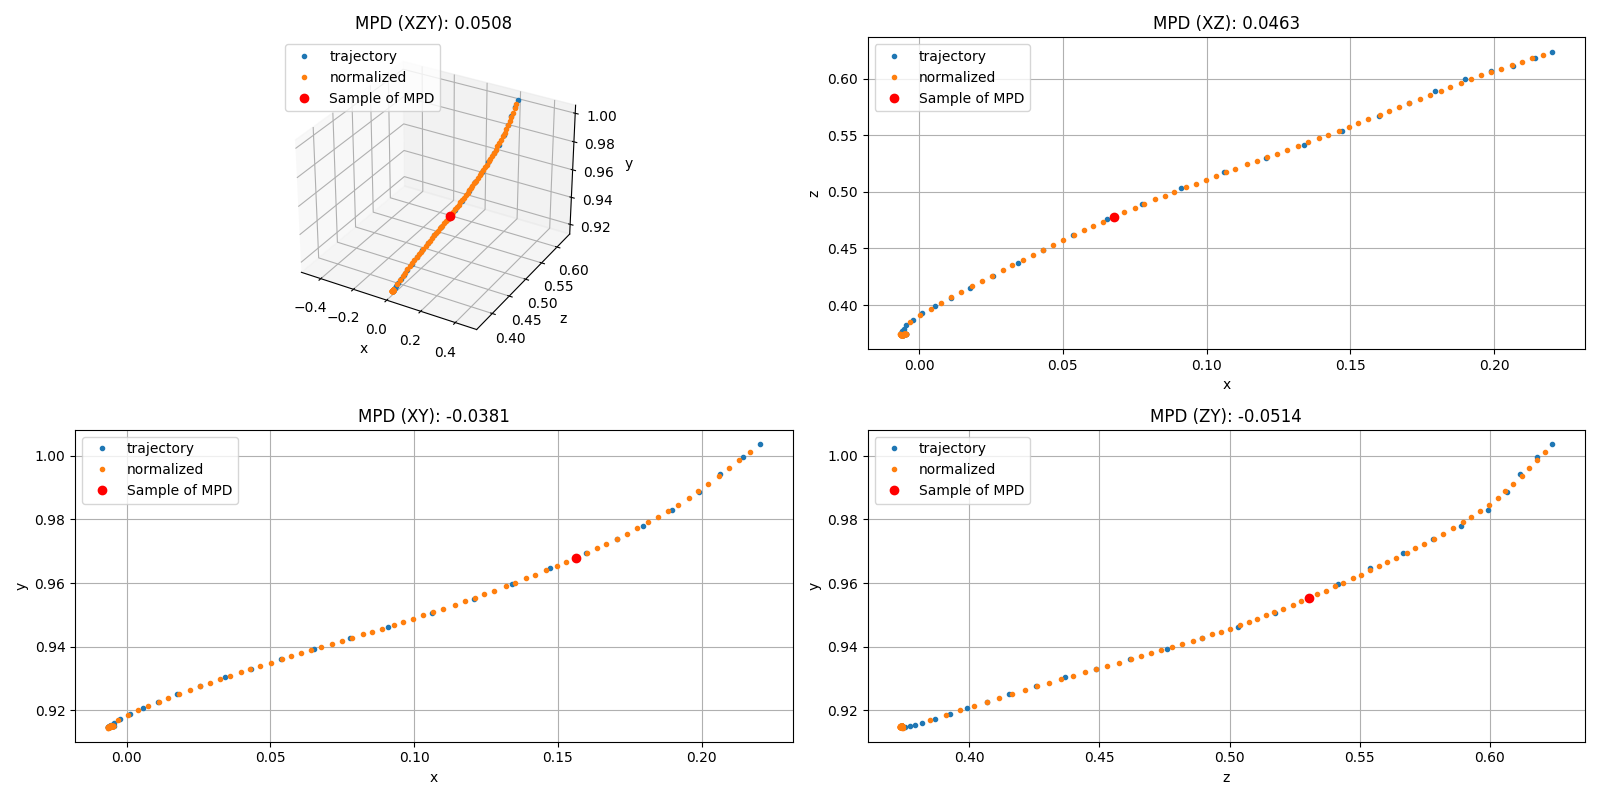 MPD (XZY): 0.0508
trajectory
normalized
Sample of MPD
1.00
0.98
0.96
0.94
0.92
y
0.60
0.55
0.50
0.45
0.40
z
−0.4
−0.2
0.0
0.2
0.4
x
MPD (XZ): 0.0463
trajectory
normalized
Sample of MPD
0.60
0.55
0.50
0.45
0.40
z
0.00 0.05 0.10 0.15 0.20
x
MPD (XY): -0.0381
trajectory
normalized
Sample of MPD
1.00
0.98
0.96
0.94
0.92
y
0.00 0.05 0.10 0.15 0.20
x
MPD (ZY): -0.0514
trajectory
normalized
Sample of MPD
1.00
0.98
0.96
0.94
0.92
y
0.40 0.45 0.50 0.55 0.60
z